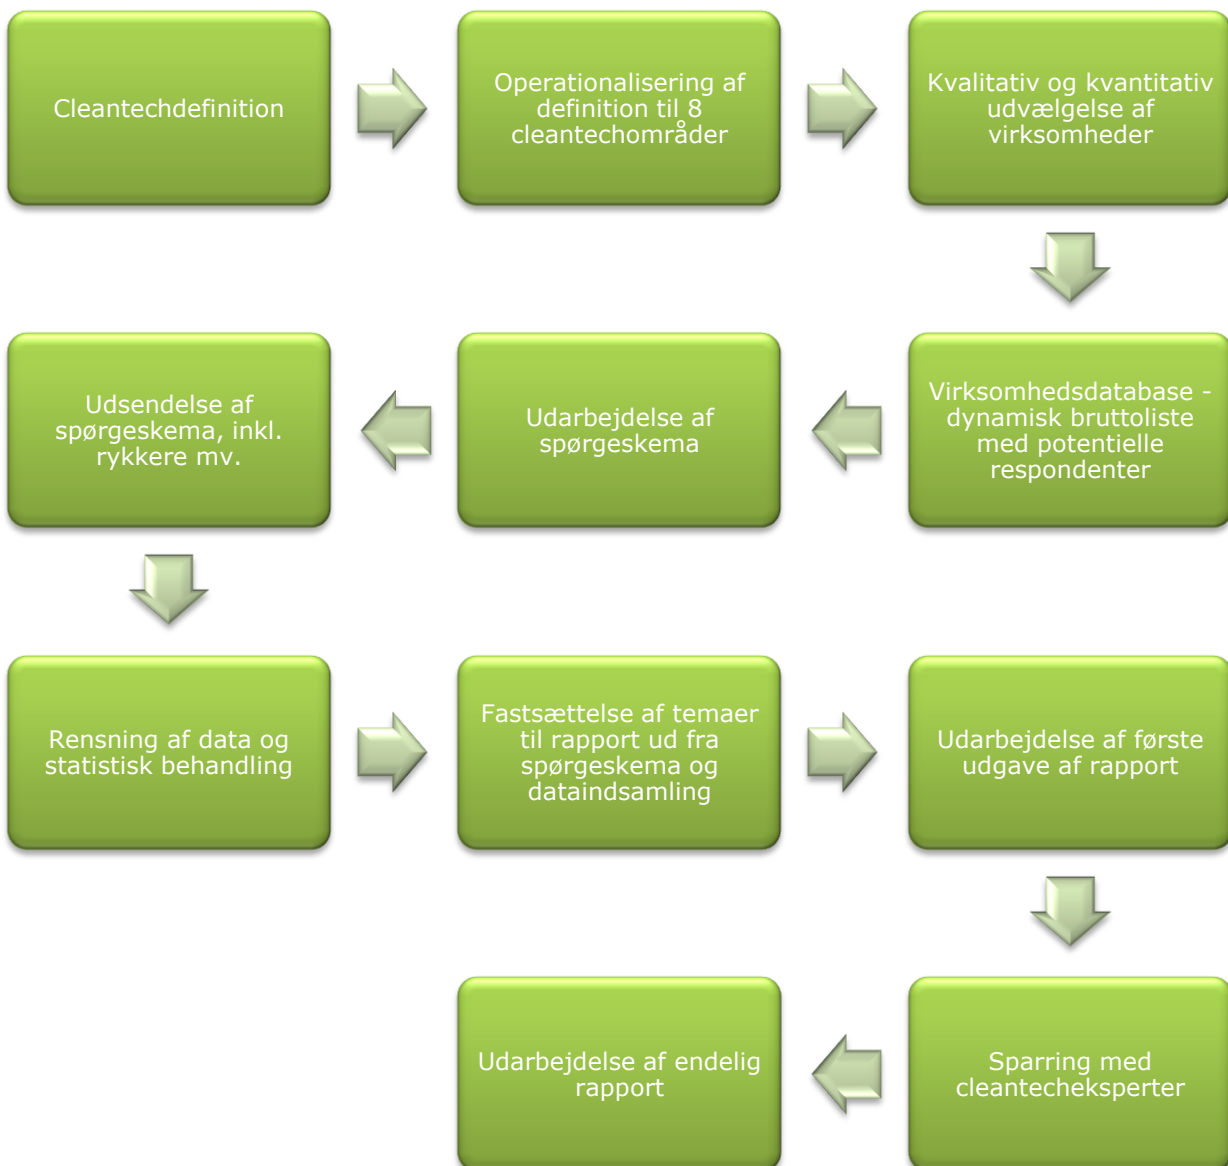 Cleantechdefinition
Operationalisering af
definition til 8
cleantechområder
Kvalitativ og kvantitativ
udvælgelse af
virksomheder
Virksomhedsdatabase -
dynamisk bruttoliste
med potentielle
respondenter
Udarbejdelse af
spørgeskema
Udsendelse af
spørgeskema, inkl.
rykkere mv.
Rensning af data og
statistisk behandling
Fastsættelse af temaer
til rapport ud fra
spørgeskema og
dataindsamling
Udarbejdelse af første
udgave af rapport
Sparring med
cleantecheksperter
Udarbejdelse af endelig
rapport